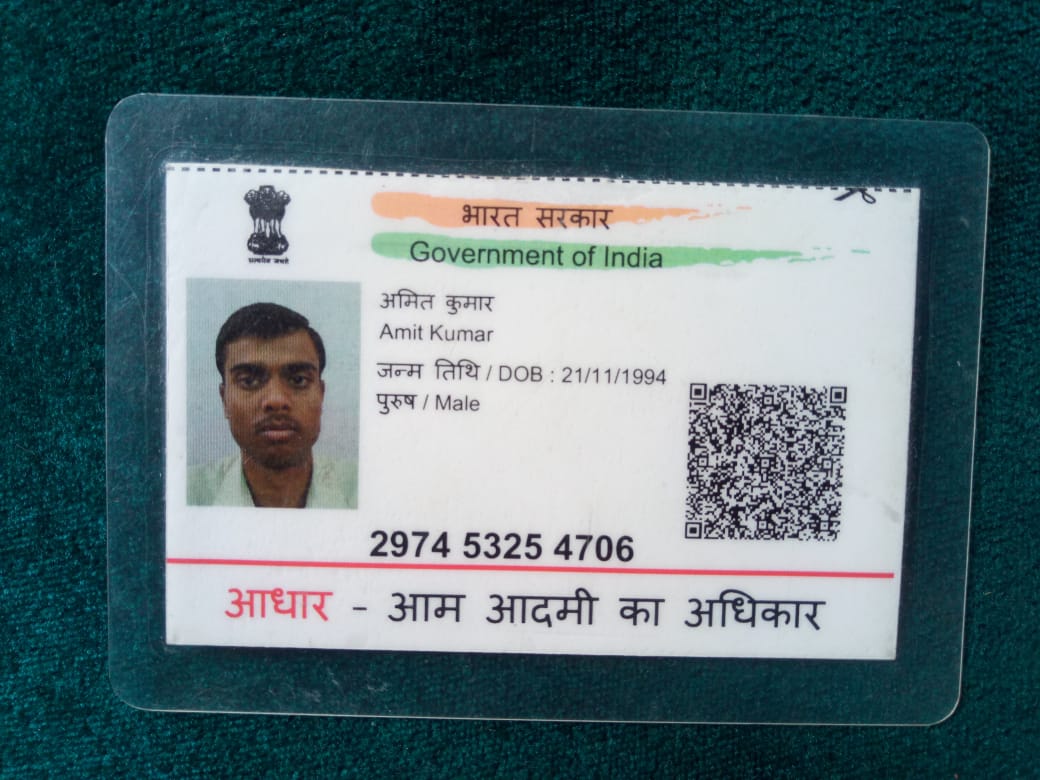 सत्यमेव जयते
भारत सरकार
Government of India
अमित कुमार
Amit Kumar
जन्म तिथि / DOB : 21/11/1994
पुरुष / Male
2974 5325 4706
आधार - आम आदमी का अधिकार